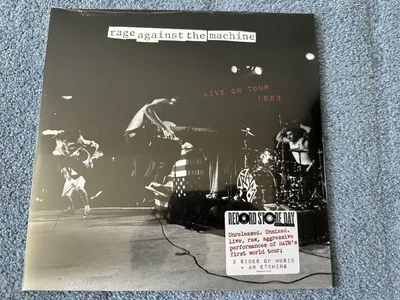 rage against the machine
LIVE ON TOUR
1993
RECORD STORE DAY
Unreleased. Unmixed.
Live, raw, aggressive
performances of RATM's
first world tour;
2 SIDES OF MUSIC
+ AN ETCHING